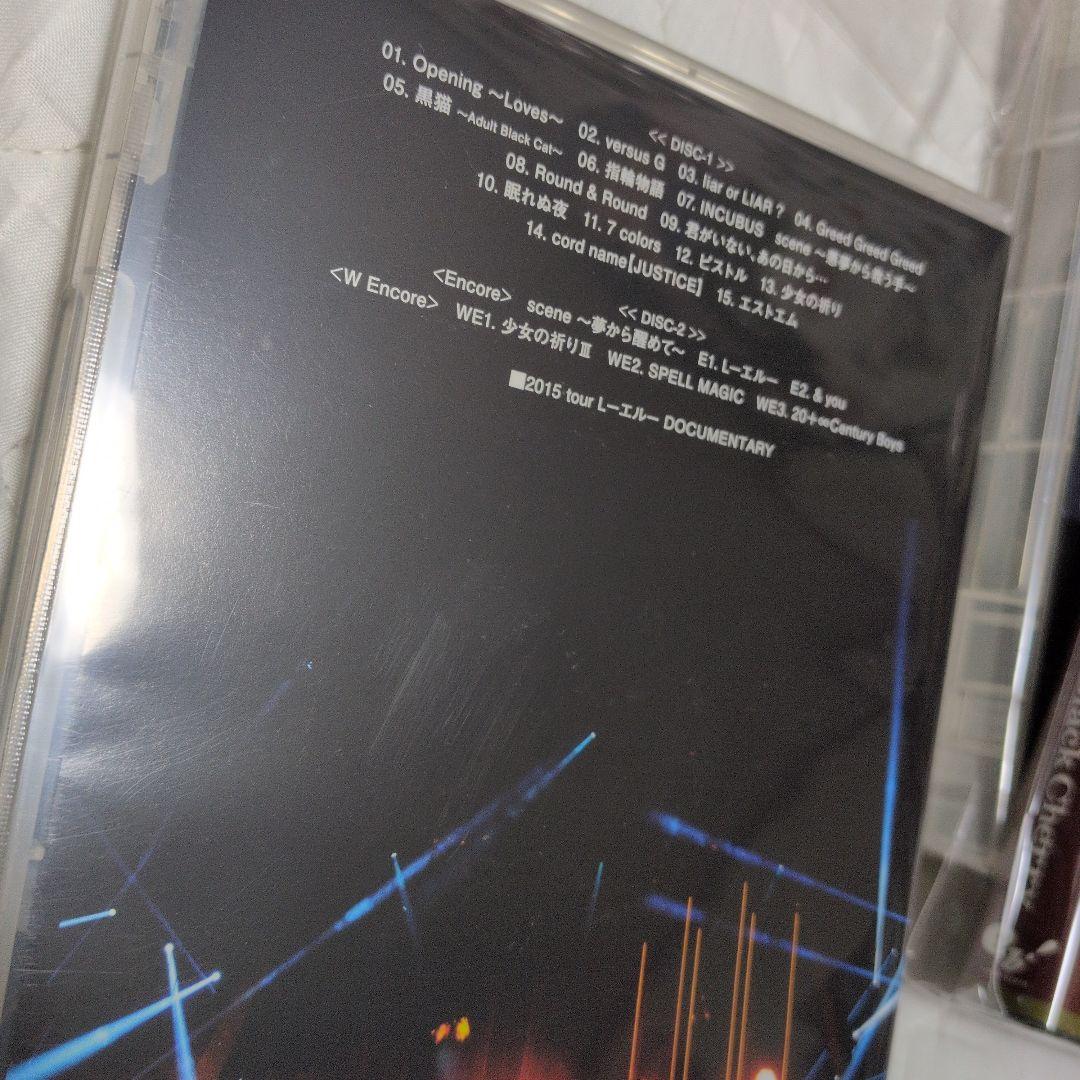 << DISC-1 >>
01. Opening ～Loves～ 02. versus G 03. liar or LIAR ? 04. Greed Greed Greed
05. 黒猫 ～Adult Black Cat～ 06. 指輪物語 07. INCUBUS scene ～悪夢から救う手～
08. Round & Round 09. 君がいない、あの日から…
10. 眠れぬ夜 11. 7 colors 12. ピストル 13. 少女の祈り
14. cord name【JUSTICE】 15. エストエム
<< DISC-2 >>
<Encore> scene ～夢から醒めて～ E1. Lーエルー E2. & you
<W Encore> WE1. 少女の祈りⅢ WE2. SPELL MAGIC WE3. 20+∞Century Boys
■2015 tour Lーエルー DOCUMENTARY
Black Cherry